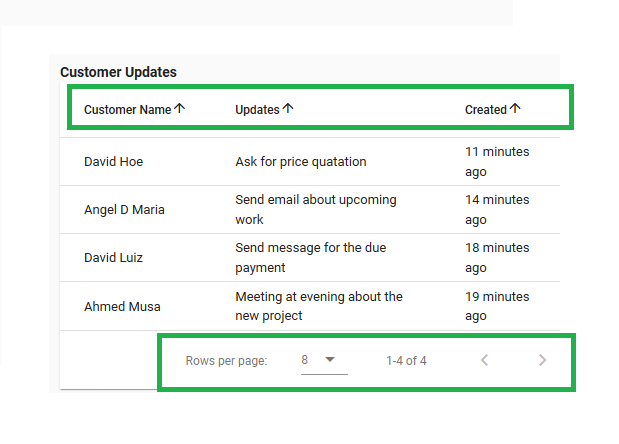 Customer Updates
Customer Name Updates Created
David Hoe Ask for price quatation 11 minutes
ago
Angel D Maria Send email about upcoming 14 minutes
work ago
David Luiz Send message for the due 18 minutes
payment ago
Ahmed Musa Meeting at evening about the 19 minutes
new project ago
Rows per page: 8 1-4 of 4